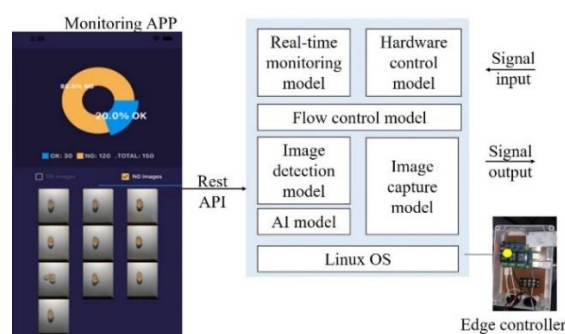 Monitoring APP
80.0% NG
20.0% OK
OK: 30 NG: 120 .TOTAL: 150
OK Images
NG Images
Rest
API
Real-time
monitoring
model
Hardware
control
model
Flow control model
Image
detection
model
Image
capture
model
AI model
Linux OS
Signal
input
Signal
output
Edge controller